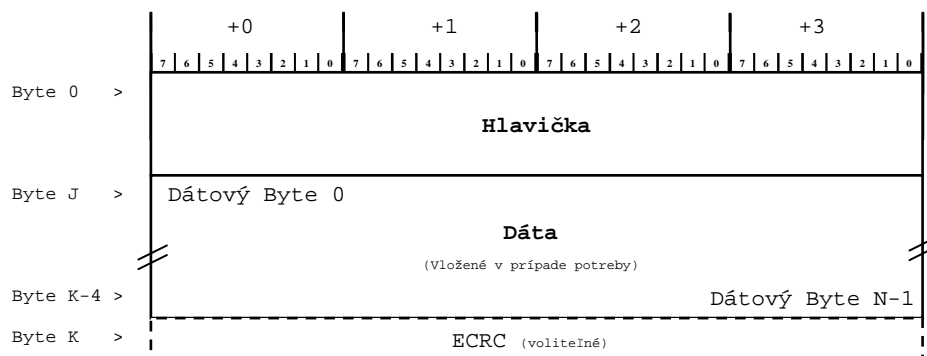 +0 +1 +2 +3
7 6 5 4 3 2 1 0 7 6 5 4 3 2 1 0 7 6 5 4 3 2 1 0 7 6 5 4 3 2 1 0
Byte 0 >
Hlavička
Byte J > Dátový Byte 0
Dáta
(Vložené v prípade potreby)
Byte K-4 > Dátový Byte N-1
Byte K > ECRC (voliteľné)